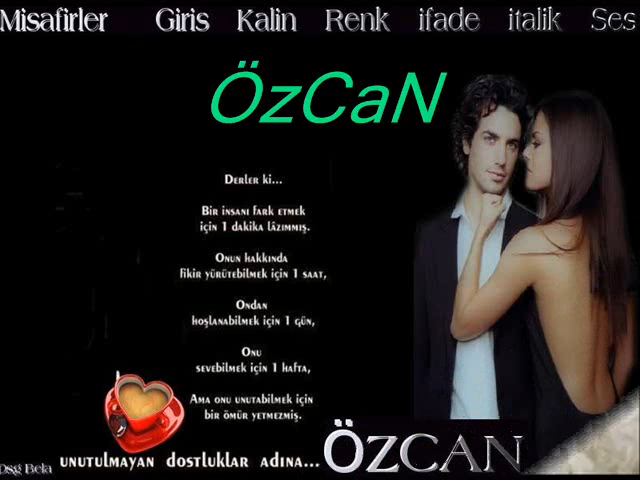 Misafirler Giris Kalin Renk ifade italik Ses
ÖzCaN
Derler ki...
Bir insanı fark etmek
için 1 dakika lâzımmış.
Onun hakkında
fikir yürütebilmek için 1 saat,
Ondan
hoşlanabilmek için 1 gün,
Onu
sevebilmek için 1 hafta,
Ama onu unutabilmek için
bir ömür yetmezmiş.
unutulmayan dostluklar adına...
ÖZCAN
Psg Bela